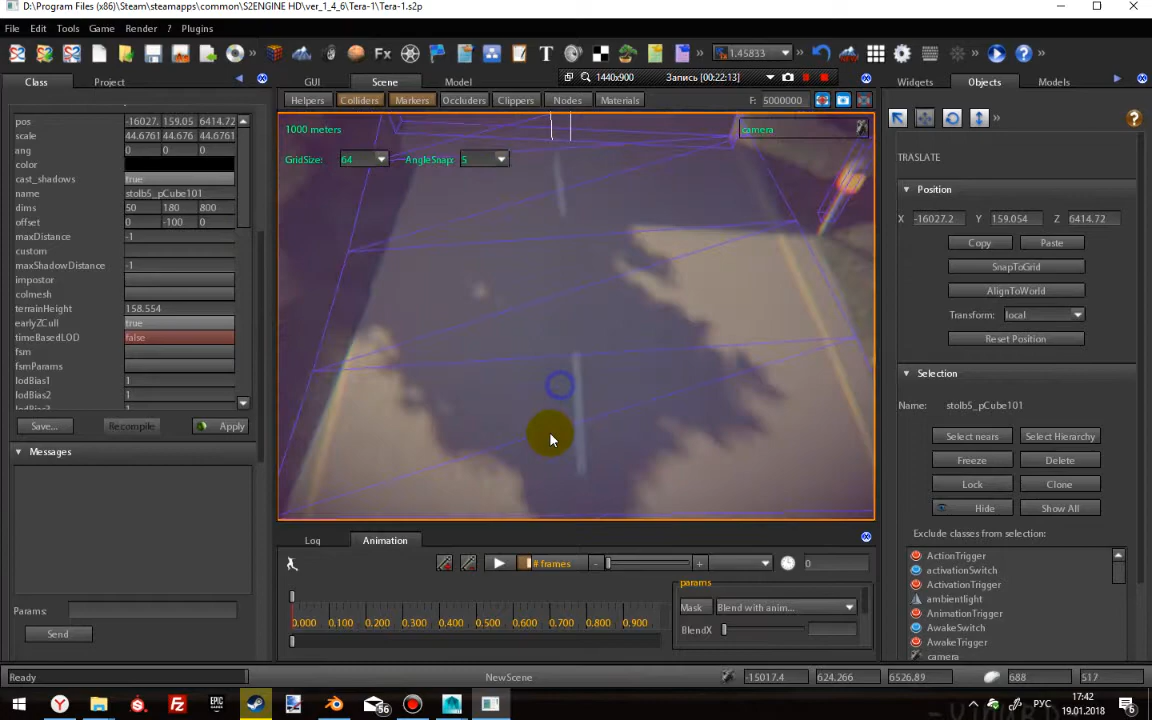 D:\Program Files (x86)\Steam\steamapps\common\S2ENGINE HD\ver_1_4_6\Tera-1\Tera-1.s2p
File Edit Tools Game Render ? Plugins
Fx T 1.45833
Class Project GUI Scene Model 1440x900 Запись [00:22:13] Widgets Objects Models
Helpers Colliders Markers Occluders Clippers Nodes Materials F: 5000000
pos -16027. 159.05 6414.72
scale 44.6761 44.676 44.6761
ang 0 0 0
color
cast_shadows true
name stolb5_pCube101
dims 50 180 800
offset 0 -100 0
maxDistance -1
custom
maxShadowDistance -1
impostor
colmesh
terrainHeight 158.554
earlyZCull true
timeBasedLOD false
fsm
fsmParams
lodBias1 1
lodBias2 1
Save... Recompile Apply
Messages
Params:
Send
1000 meters camera
GridSize: 64 AngleSnap: 5
Log Animation
# frames - + 0
0.000 0.100 0.200 0.300 0.400 0.500 0.600 0.700 0.800 0.900
params
Mask Blend with anim...
BlendX
TRANSLATE
Position
X -16027.2 Y 159.054 Z 6414.72
Copy Paste
SnapToGrid
AlignToWorld
Transform: local
Reset Position
Selection
Name: stolb5_pCube101
Select nears Select Hierarchy
Freeze Delete
Lock Clone
Hide Show All
Exclude classes from selection:
ActionTrigger
activationSwitch
ActivationTrigger
ambientlight
AnimationTrigger
AwakeSwitch
AwakeTrigger
camera
Ready NewScene -15017.4 624.266 6526.89 688 517
EPIC GAMES 56 РУС 17:42
19.01.2018 6